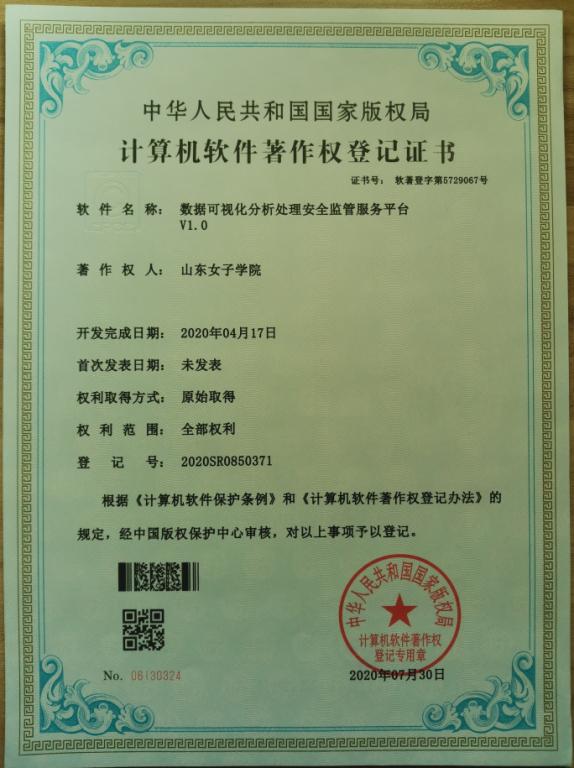 中华人民共和国国家版权局
计算机软件著作权登记证书
证书号： 软著登字第5729067号
软件名称： 数据可视化分析处理安全监管服务平台
V1.0
著作权人： 山东女子学院
开发完成日期： 2020年04月17日
首次发表日期： 未发表
权利取得方式： 原始取得
权利范围： 全部权利
登记号： 2020SR0850371
根据《计算机软件保护条例》和《计算机软件著作权登记办法》的
规定，经中国版权保护中心审核，对以上事项予以登记。
中华人民共和国国家版权局
计算机软件著作权
登记专用章
No. 06130324
2020年07月30日